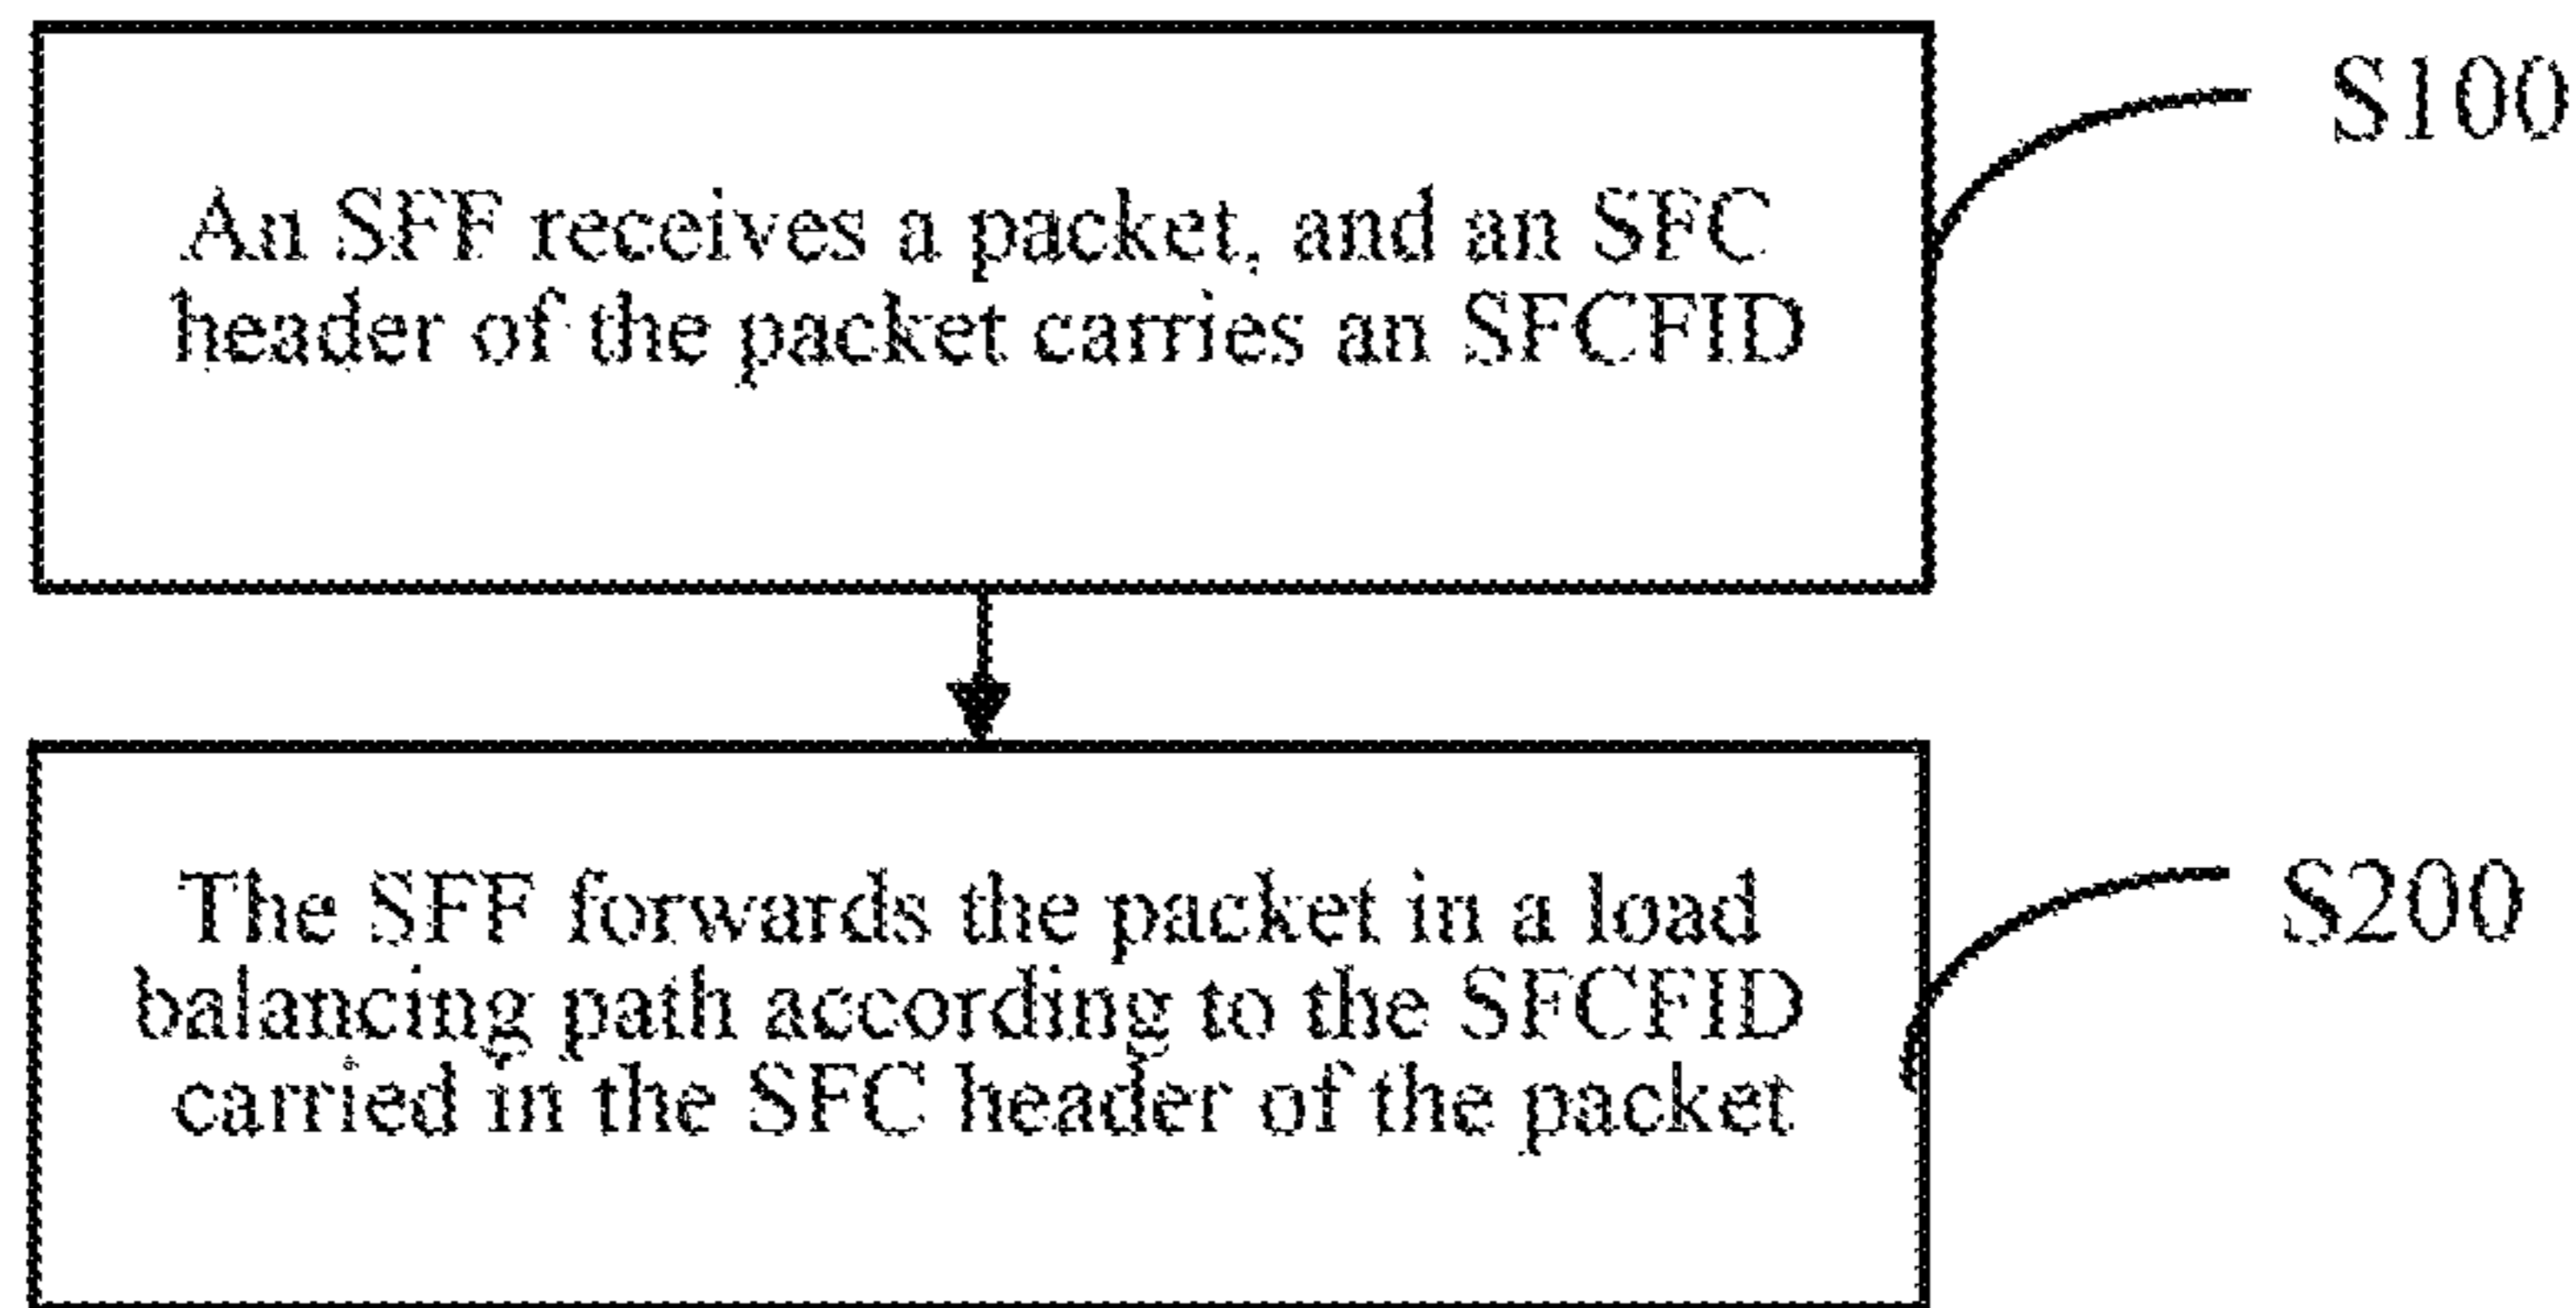 An SFF receives a packet, and an SFC
header of the packet carries an SFCFID
S100
The SFF forwards the packet in a load
balancing path according to the SFCFID
carried in the SFC header of the packet
S200